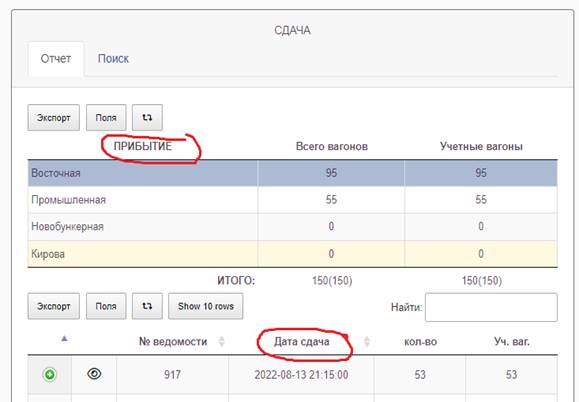 СДАЧА
Отчет Поиск
Экспорт Поля
ПРИБЫТИЕ Всего вагонов Учетные вагоны
Восточная 95 95
Промышленная 55 55
Новобункерная 0 0
Кирова 0 0
ИТОГО: 150(150) 150(150)
Экспорт Поля Show 10 rows Найти:
№ ведомости Дата сдача кол-во Уч. ваг.
917 2022-08-13 21:15:00 53 53